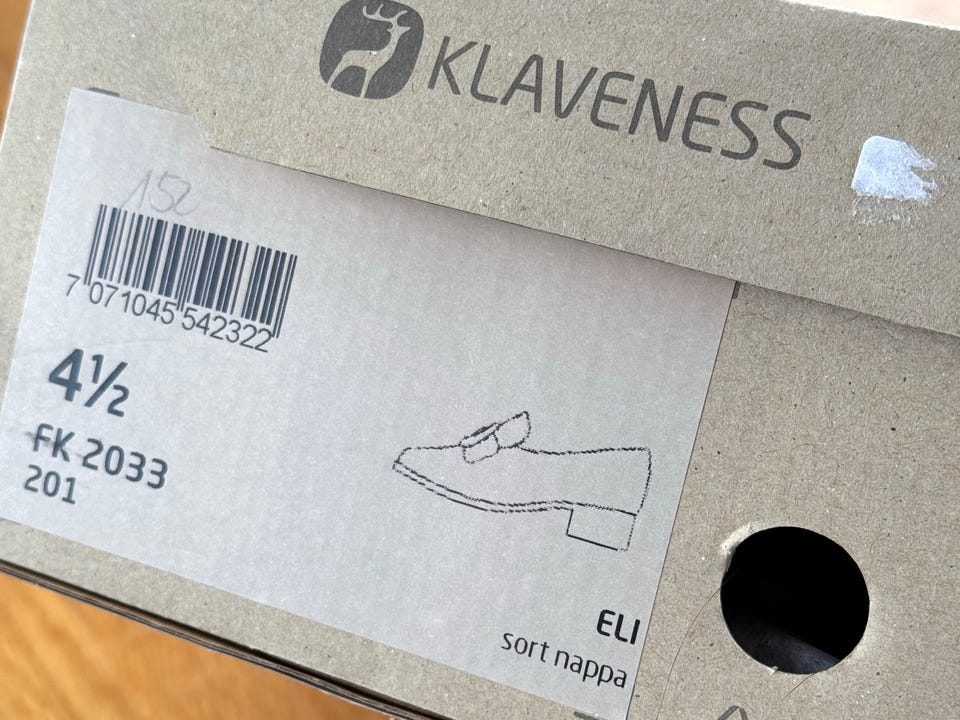 KLAVENESS
152
7 071045 542322
4½
FK 2033
201
ELI
sort nappa